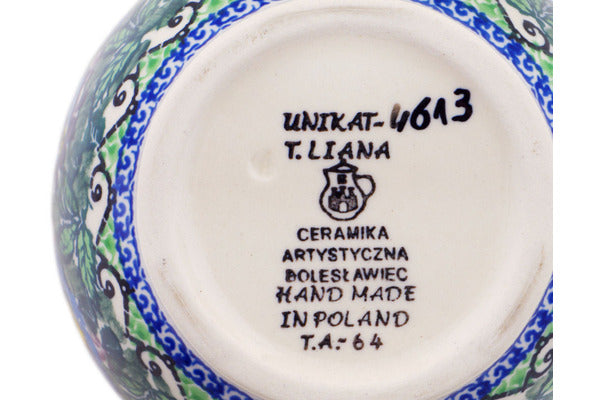 UNIKAT-4613
T. LIANA
CERAMIKA
ARTYSTYCZNA
BOLESŁAWIEC
HAND MADE
IN POLAND
T.A.-64